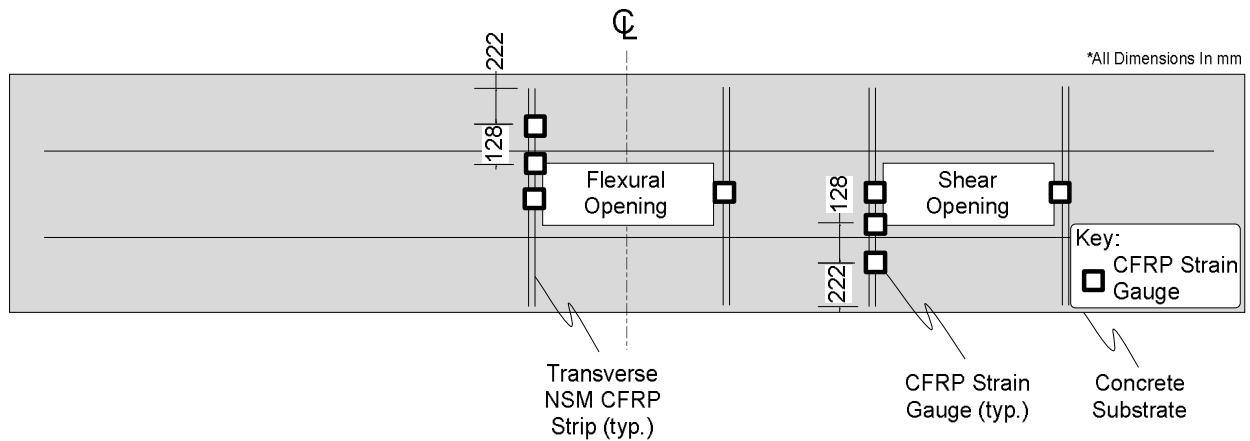 ℄
*All Dimensions In mm
222
128
Flexural
Opening
128
222
Shear
Opening
Key:
CFRP Strain
Gauge
Transverse
NSM CFRP
Strip (typ.)
CFRP Strain
Gauge (typ.)
Concrete
Substrate